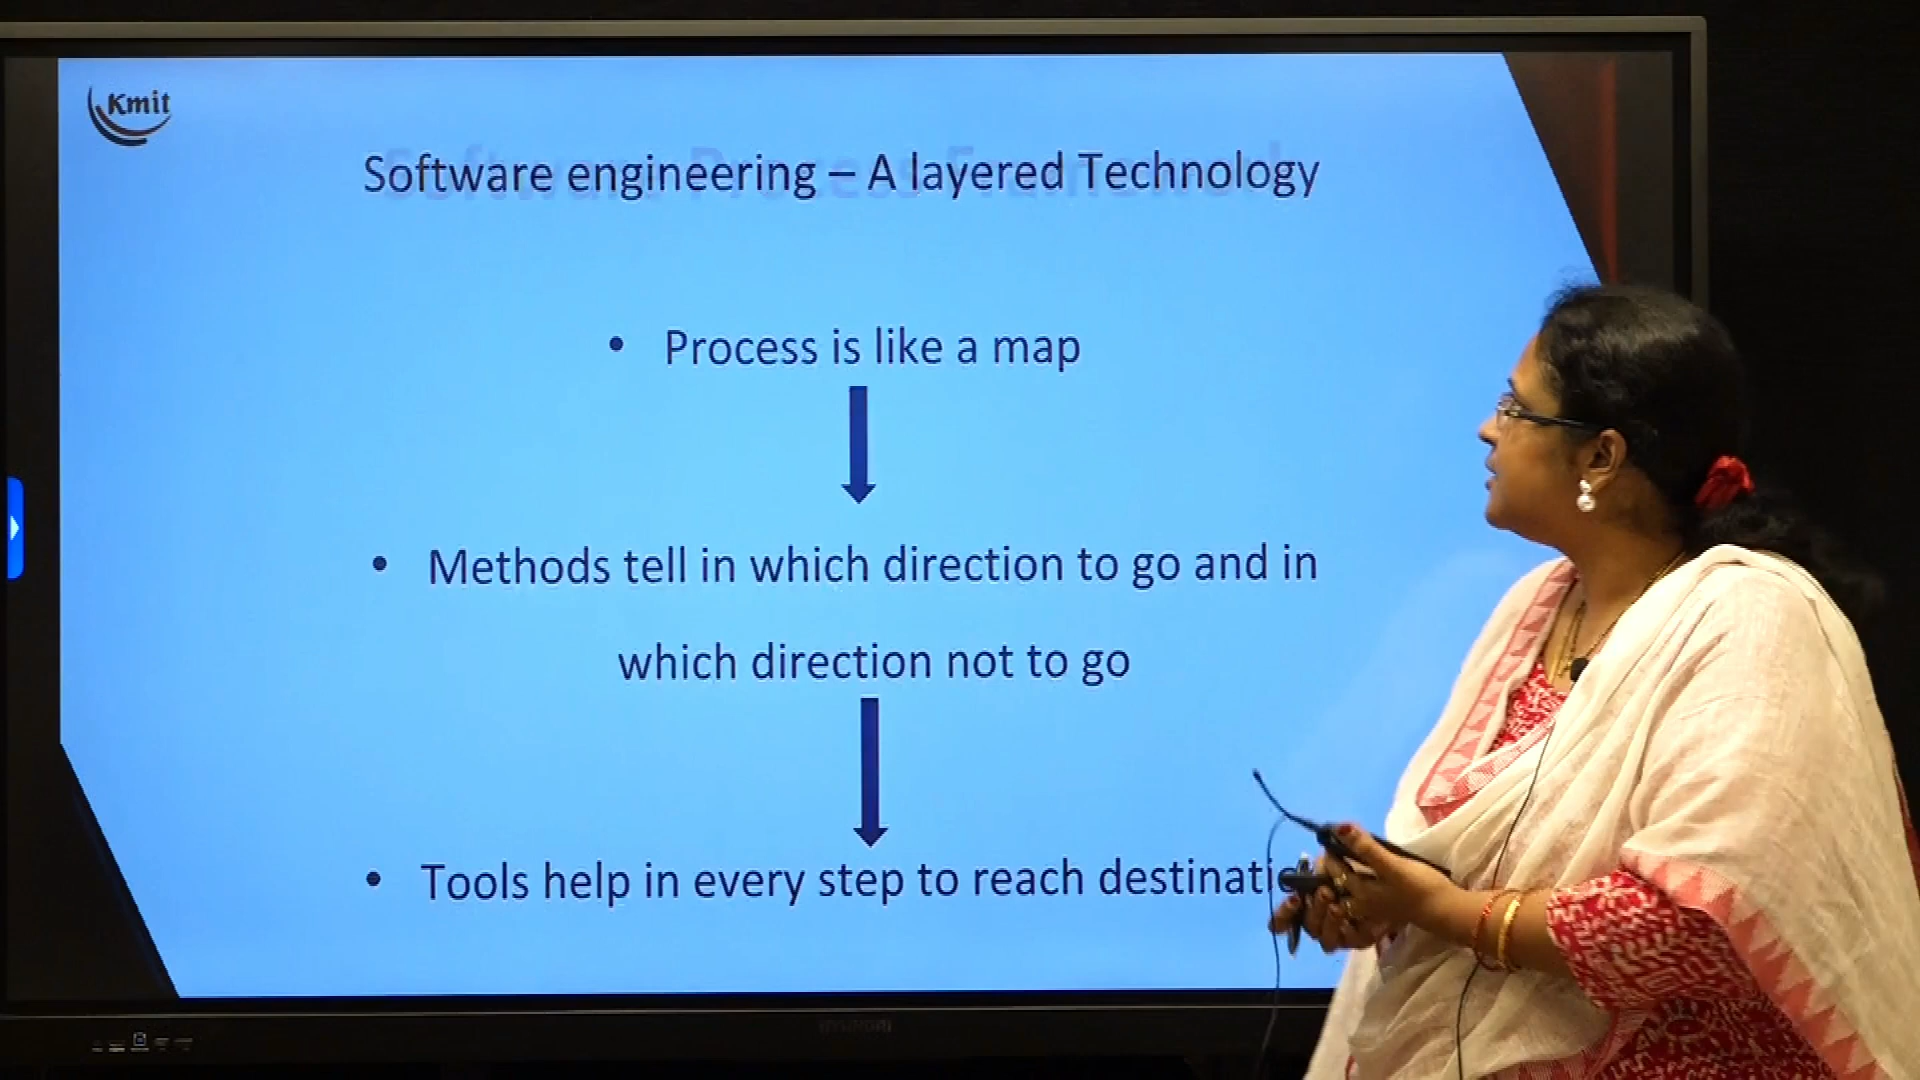 Kmit
Software engineering – A layered Technology
• Process is like a map
• Methods tell in which direction to go and in
which direction not to go
• Tools help in every step to reach destinati
HYUNDAI